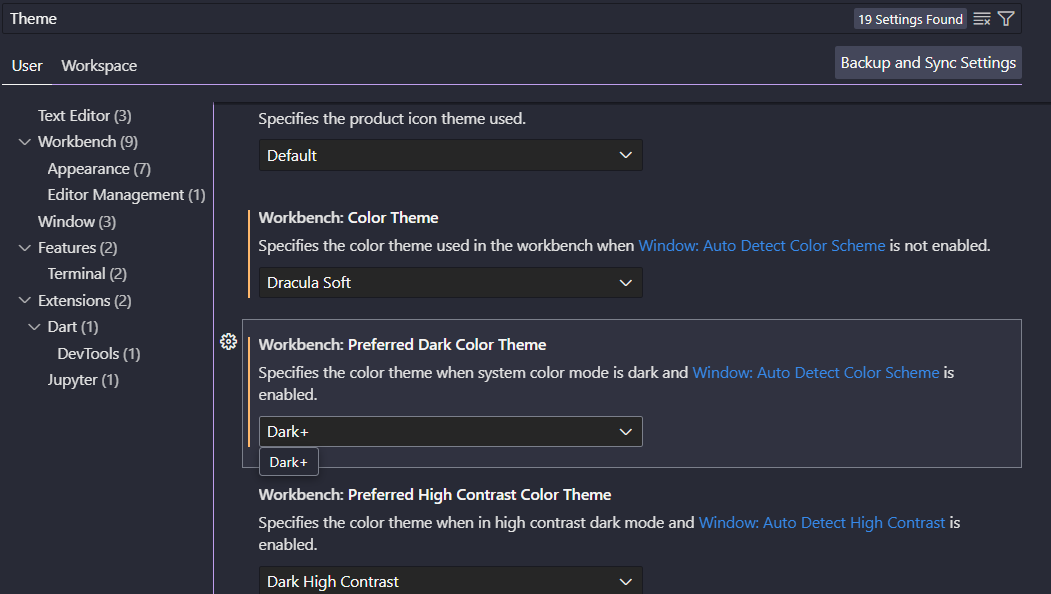 Theme
19 Settings Found
User
Workspace
Backup and Sync Settings
Text Editor (3)
Workbench (9)
Appearance (7)
Editor Management (1)
Window (3)
Features (2)
Terminal (2)
Extensions (2)
Dart (1)
DevTools (1)
Jupyter (1)
Specifies the product icon theme used.
Default
Workbench: Color Theme
Specifies the color theme used in the workbench when Window: Auto Detect Color Scheme is not enabled.
Dracula Soft
Workbench: Preferred Dark Color Theme
Specifies the color theme when system color mode is dark and Window: Auto Detect Color Scheme is
enabled.
Dark+
Dark+
Workbench: Preferred High Contrast Color Theme
Specifies the color theme when in high contrast dark mode and Window: Auto Detect High Contrast is
enabled.
Dark High Contrast